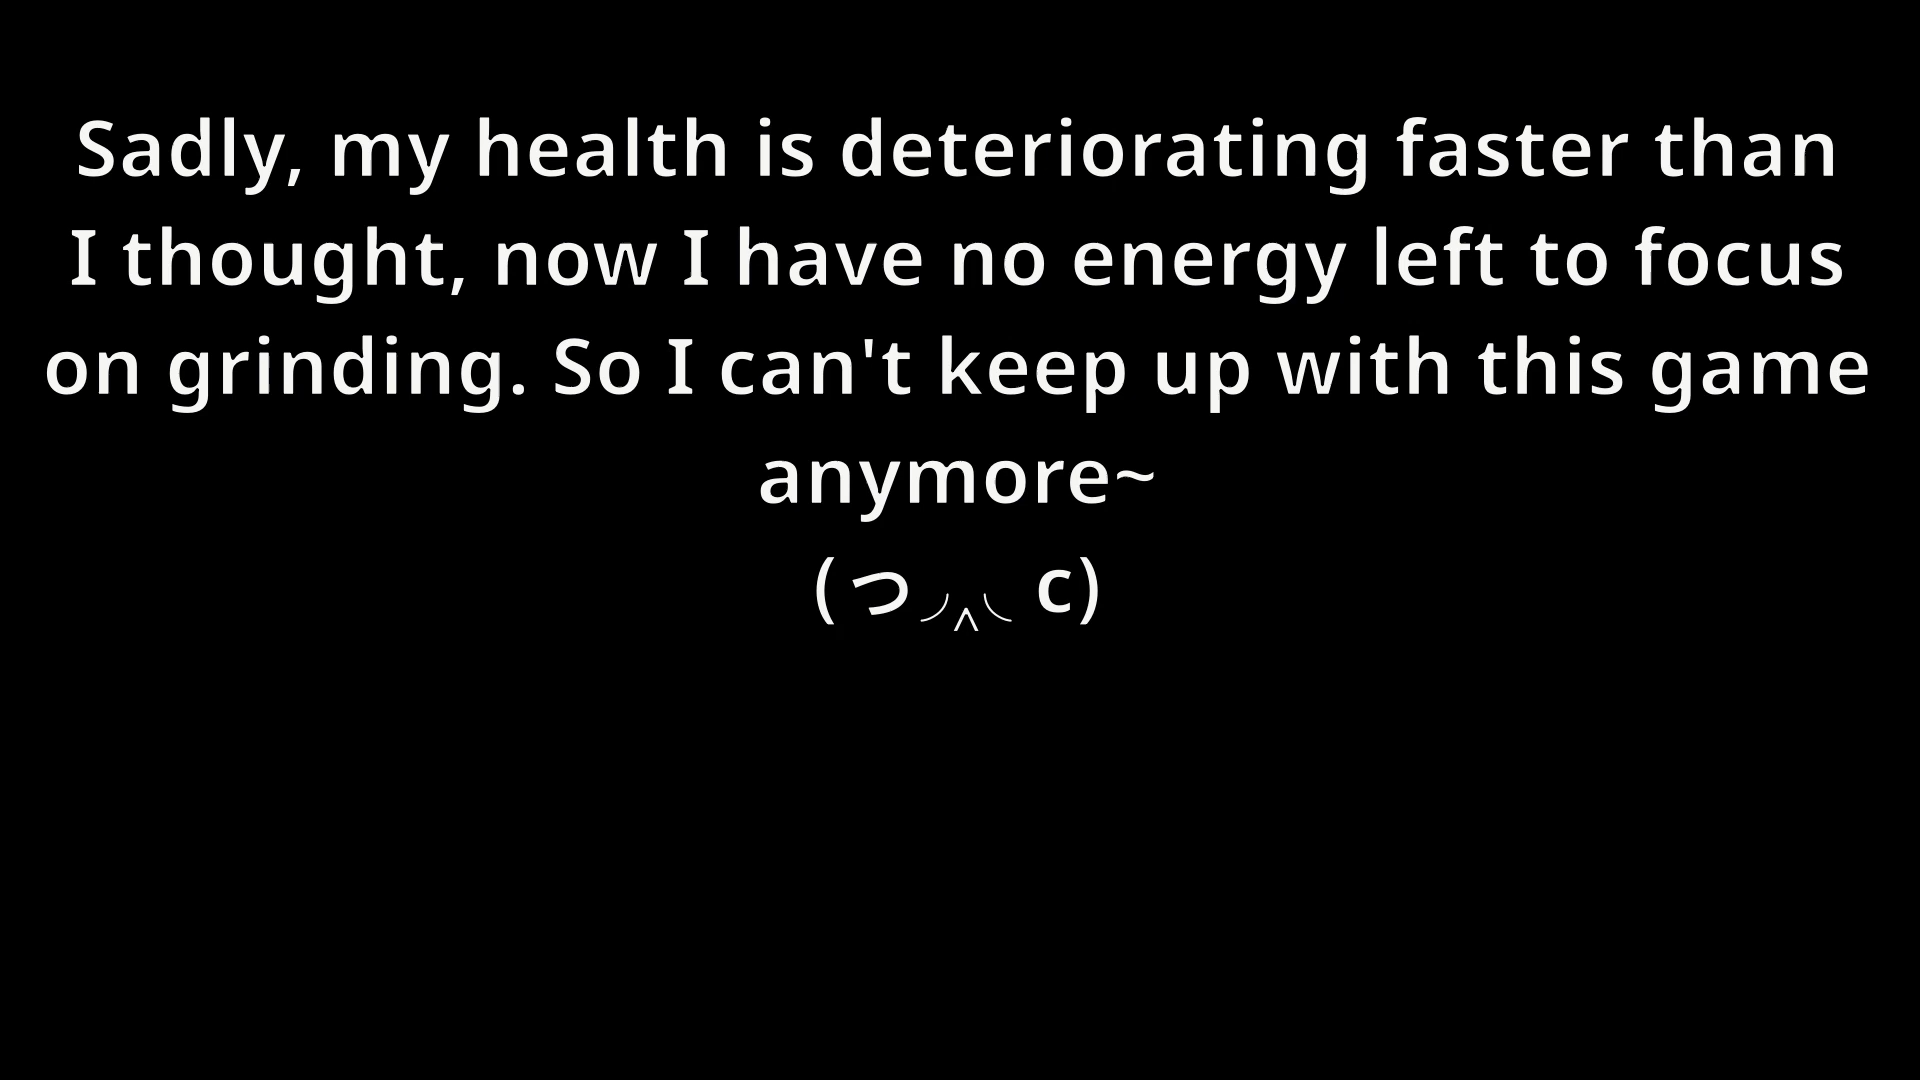 Sadly, my health is deteriorating faster than
I thought, now I have no energy left to focus
on grinding. So I can't keep up with this game
anymore~
(っ◞‸◟ c)